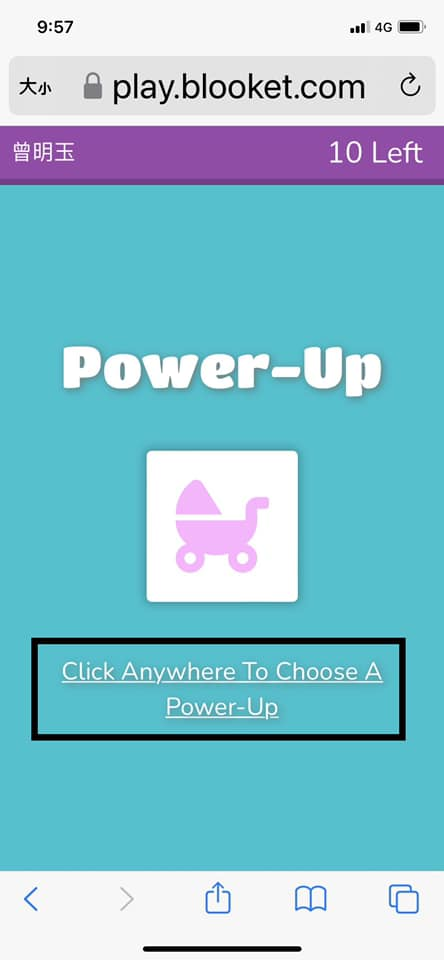 9:57
4G
大小 play.blooket.com
曾明玉 10 Left
Power-Up
Click Anywhere To Choose A
Power-Up